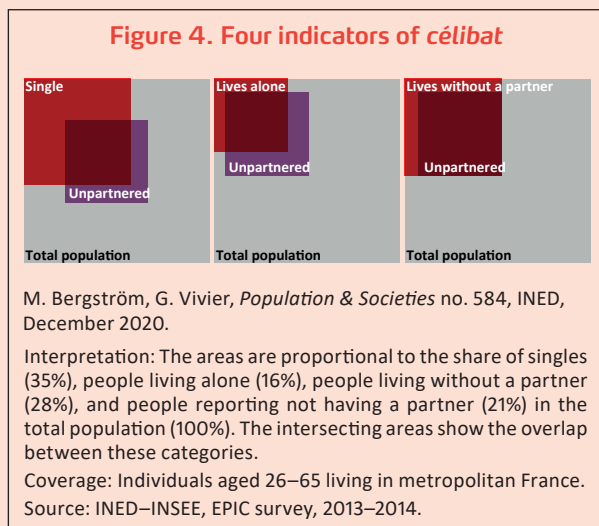 Figure 4. Four indicators of célibat
Single
Unpartnered
Total population
Lives alone
Unpartnered
Total population
Lives without a partner
Unpartnered
Total population
M. Bergström, G. Vivier, Population & Societies no. 584, INED,
December 2020.
Interpretation: The areas are proportional to the share of singles
(35%), people living alone (16%), people living without a partner
(28%), and people reporting not having a partner (21%) in the
total population (100%). The intersecting areas show the overlap
between these categories.
Coverage: Individuals aged 26–65 living in metropolitan France.
Source: INED–INSEE, EPIC survey, 2013–2014.